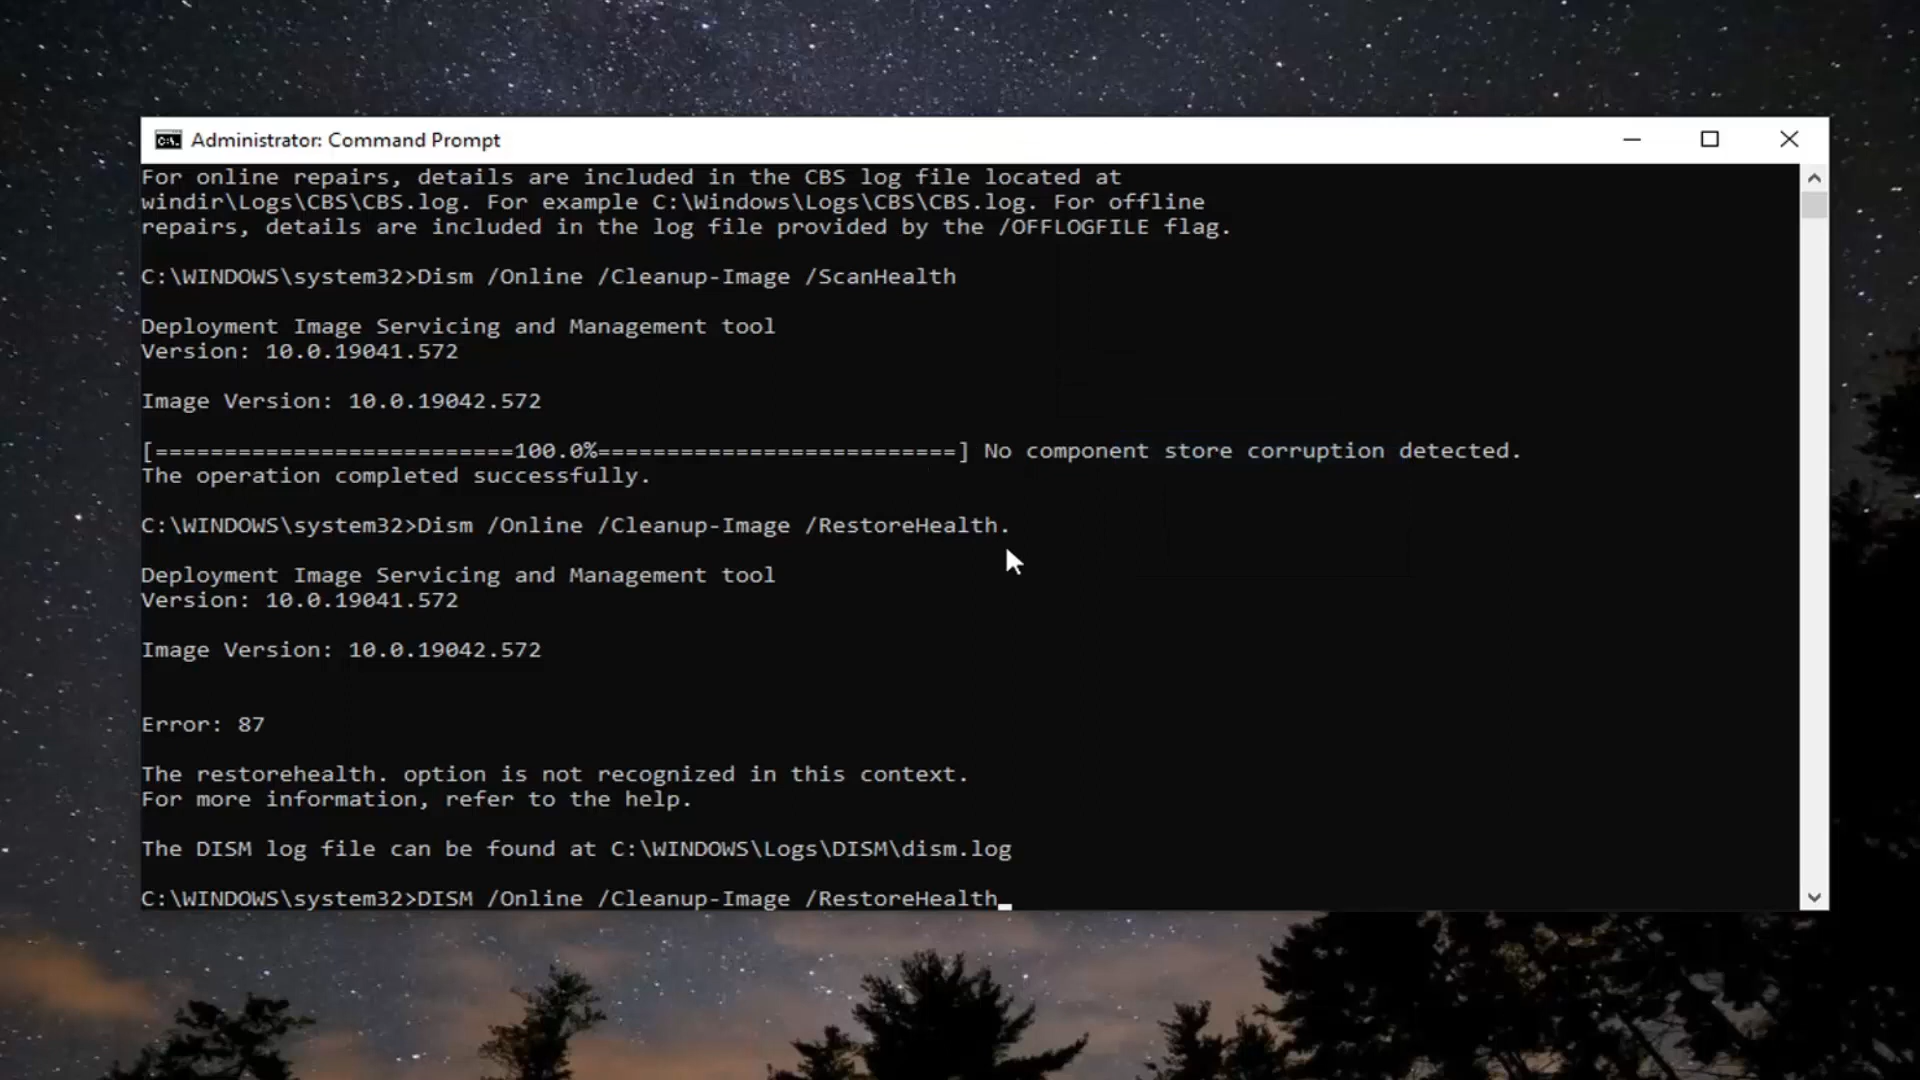 Administrator: Command Prompt
For online repairs, details are included in the CBS log file located at
windir\Logs\CBS\CBS.log. For example C:\Windows\Logs\CBS\CBS.log. For offline
repairs, details are included in the log file provided by the /OFFLOGFILE flag.
C:\WINDOWS\system32>Dism /Online /Cleanup-Image /ScanHealth
Deployment Image Servicing and Management tool
Version: 10.0.19041.572
Image Version: 10.0.19042.572
[==========================100.0%==========================] No component store corruption detected.
The operation completed successfully.
C:\WINDOWS\system32>Dism /Online /Cleanup-Image /RestoreHealth.
Deployment Image Servicing and Management tool
Version: 10.0.19041.572
Image Version: 10.0.19042.572
Error: 87
The restorehealth. option is not recognized in this context.
For more information, refer to the help.
The DISM log file can be found at C:\WINDOWS\Logs\DISM\dism.log
C:\WINDOWS\system32>DISM /Online /Cleanup-Image /RestoreHealth